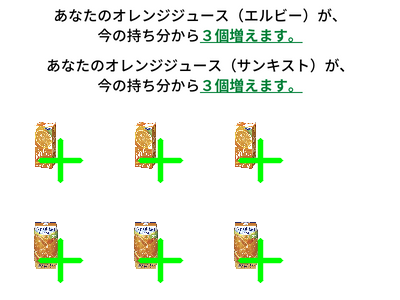 あなたのオレンジジュース（エルビー）が、
今の持ち分から３個増えます。
あなたのオレンジジュース（サンキスト）が、
今の持ち分から３個増えます。